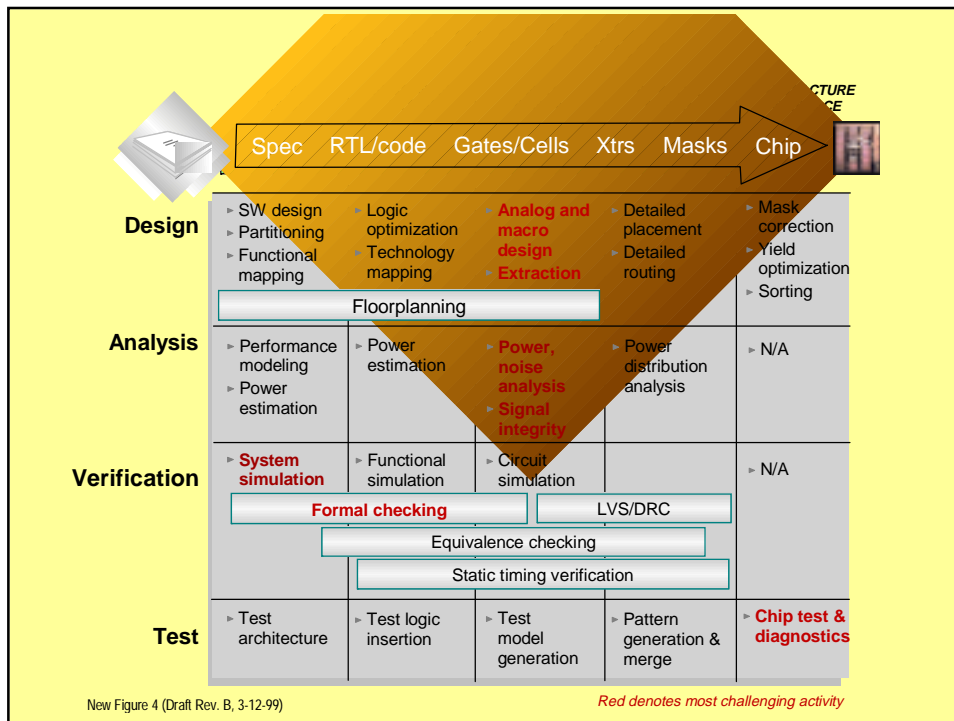 CTURE
CE
Spec RTL/code Gates/Cells Xtrs Masks Chip
Design
SW design
Partitioning
Functional
mapping
Logic
optimization
Technology
mapping
Analog and
macro
design
Extraction
Detailed
placement
Detailed
routing
Mask
correction
Yield
optimization
Sorting
Floorplanning
Analysis
Performance
modeling
Power
estimation
Power
estimation
Power,
noise
analysis
Signal
integrity
Power
distribution
analysis
N/A
Verification
System
simulation
Functional
simulation
Circuit
simulation
N/A
Formal checking
LVS/DRC
Equivalence checking
Static timing verification
Test
Test
architecture
Test logic
insertion
Test
model
generation
Pattern
generation &
merge
Chip test &
diagnostics
New Figure 4 (Draft Rev. B, 3-12-99)
Red denotes most challenging activity